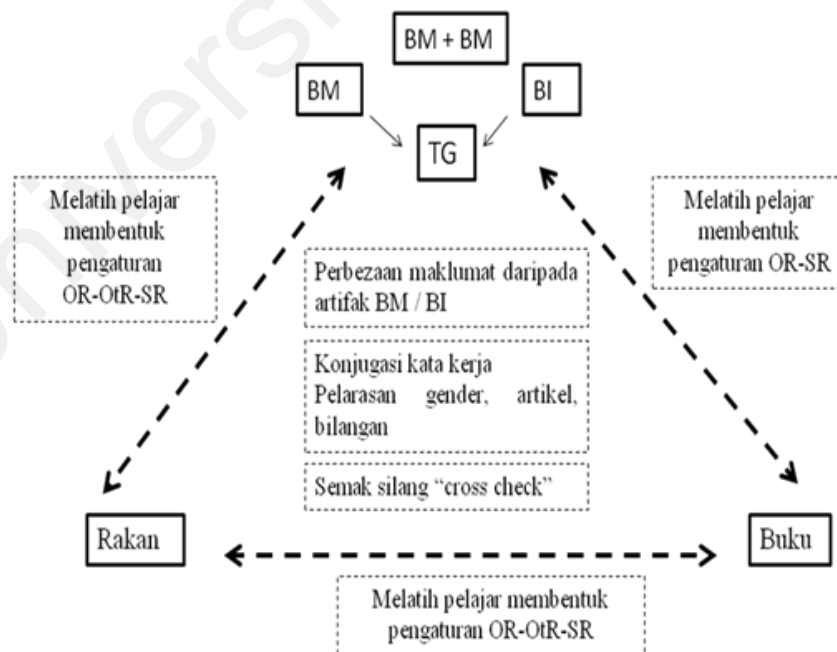 Universi
BM + BM
BM
BI
TG
Melatih pelajar
membentuk
pengaturan
OR-OtR-SR
Melatih pelajar
membentuk
pengaturan OR-SR
Perbezaan maklumat daripada
artifak BM / BI
Konjugasi kata kerja
Pelarasan gender, artikel,
bilangan
Semak silang “cross check”
Rakan
Buku
Melatih pelajar membentuk
pengaturan OR-OtR-SR